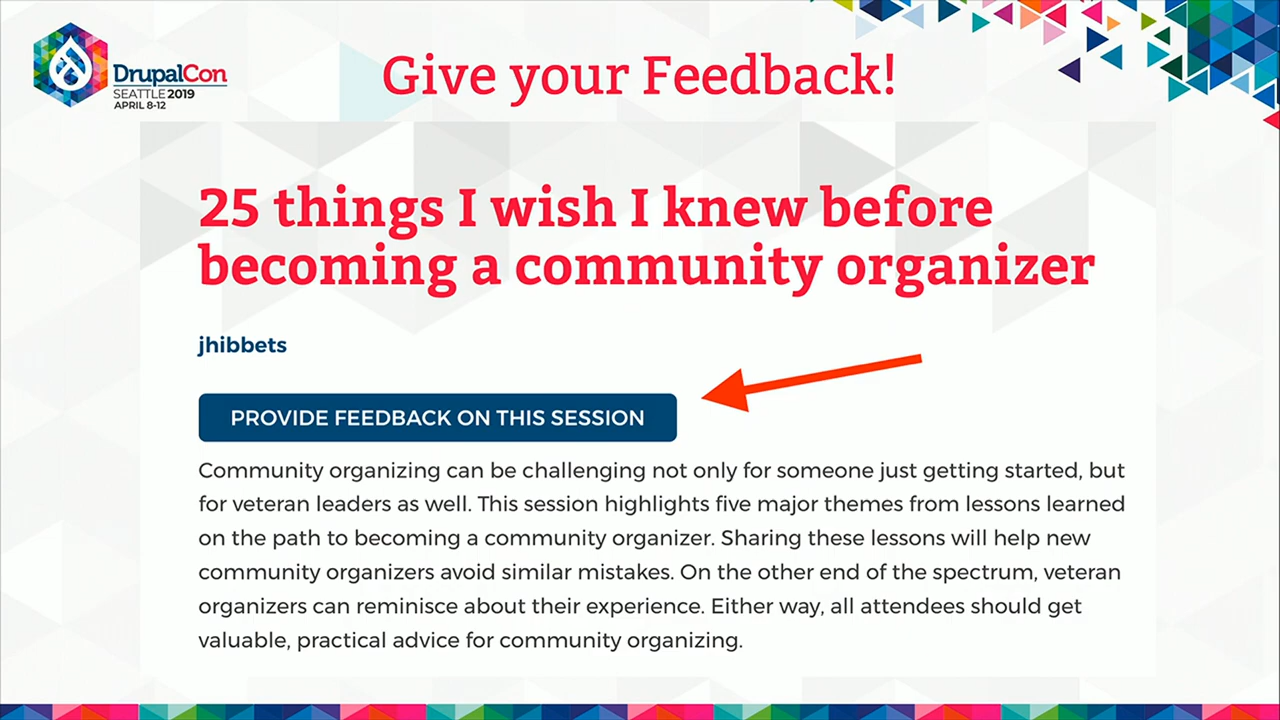 DrupalCon
SEATTLE 2019
APRIL 8-12
Give your Feedback!
25 things I wish I knew before
becoming a community organizer
jhibbets
PROVIDE FEEDBACK ON THIS SESSION
Community organizing can be challenging not only for someone just getting started, but
for veteran leaders as well. This session highlights five major themes from lessons learned
on the path to becoming a community organizer. Sharing these lessons will help new
community organizers avoid similar mistakes. On the other end of the spectrum, veteran
organizers can reminisce about their experience. Either way, all attendees should get
valuable, practical advice for community organizing.